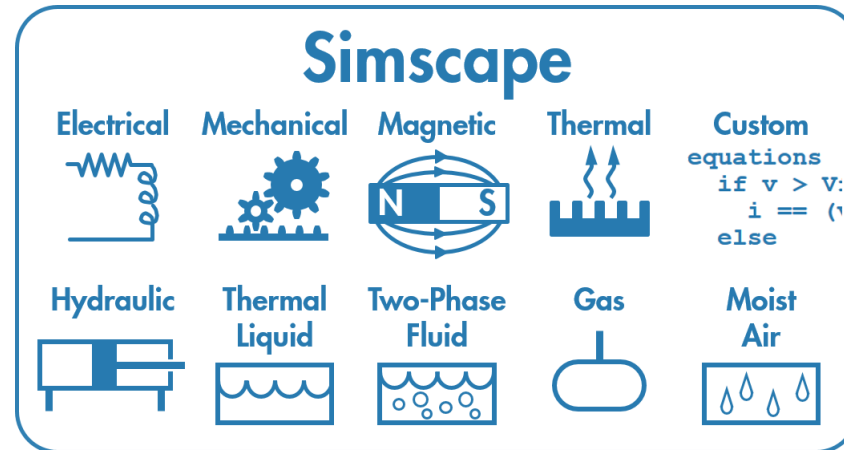 Simscape
Electrical Mechanical Magnetic Thermal Custom
equations
if v > V
i == (
else
N S
Hydraulic Thermal Liquid Two-Phase Fluid Gas Moist Air